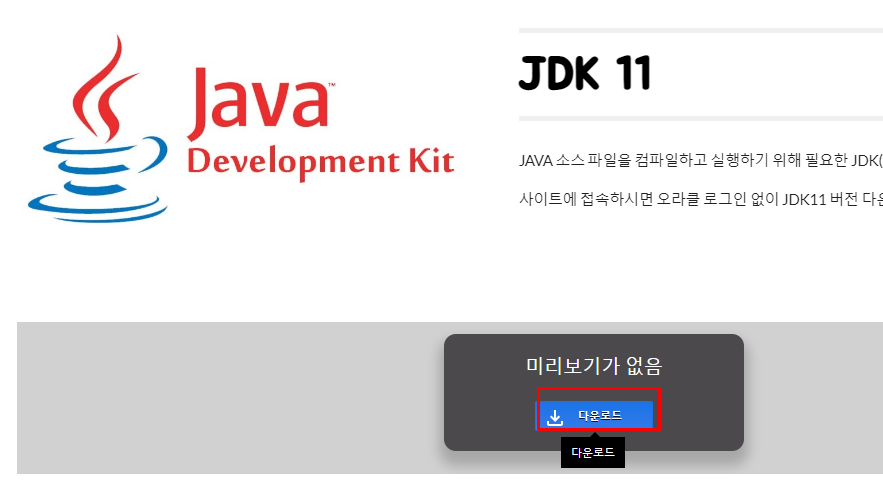 Java™
Development Kit
JDK 11
JAVA 소스 파일을 컴파일하고 실행하기 위해 필요한 JDK(
사이트에 접속하시면 오라클 로그인 없이 JDK11 버전 다운
미리보기가 없음
다운로드
다운로드